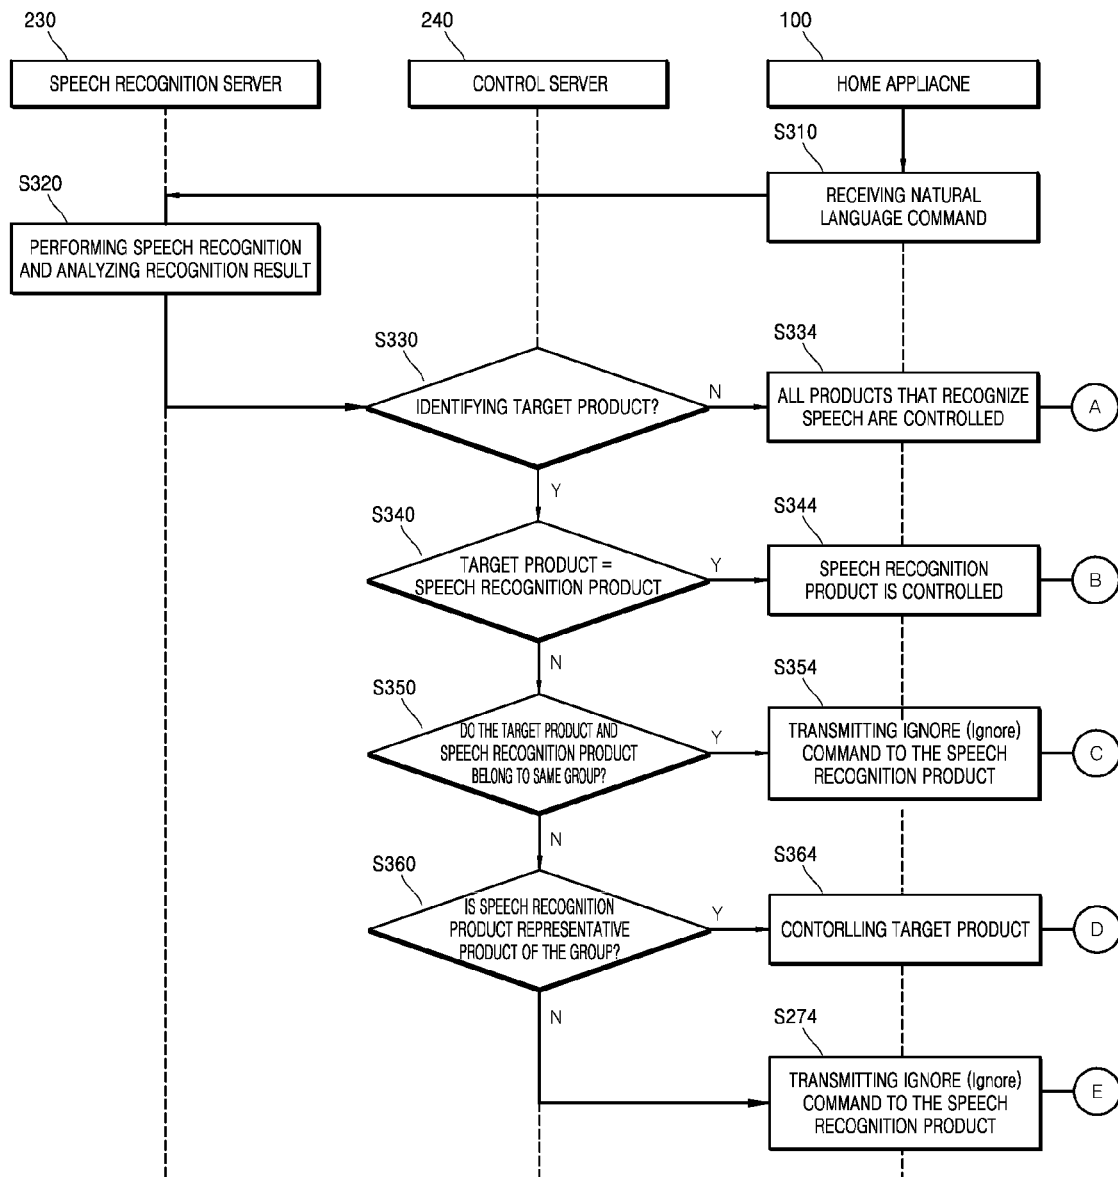 230
240
100
SPEECH RECOGNITION SERVER
CONTROL SERVER
HOME APPLIACNE
S310
RECEIVING NATURAL
LANGUAGE COMMAND
S320
PERFORMING SPEECH RECOGNITION
AND ANALYZING RECOGNITION RESULT
S330
IDENTIFYING TARGET PRODUCT?
N
S334
ALL PRODUCTS THAT RECOGNIZE
SPEECH ARE CONTROLLED
A
Y
S340
TARGET PRODUCT =
SPEECH RECOGNITION PRODUCT
Y
S344
SPEECH RECOGNITION
PRODUCT IS CONTROLLED
B
N
S350
DO THE TARGET PRODUCT AND
SPEECH RECOGNITION PRODUCT
BELONG TO SAME GROUP?
Y
S354
TRANSMITTING IGNORE (Ignore)
COMMAND TO THE SPEECH
RECOGNITION PRODUCT
C
N
S360
IS SPEECH RECOGNITION
PRODUCT REPRESENTATIVE
PRODUCT OF THE GROUP?
Y
S364
CONTORLLING TARGET PRODUCT
D
N
S274
TRANSMITTING IGNORE (Ignore)
COMMAND TO THE SPEECH
RECOGNITION PRODUCT
E